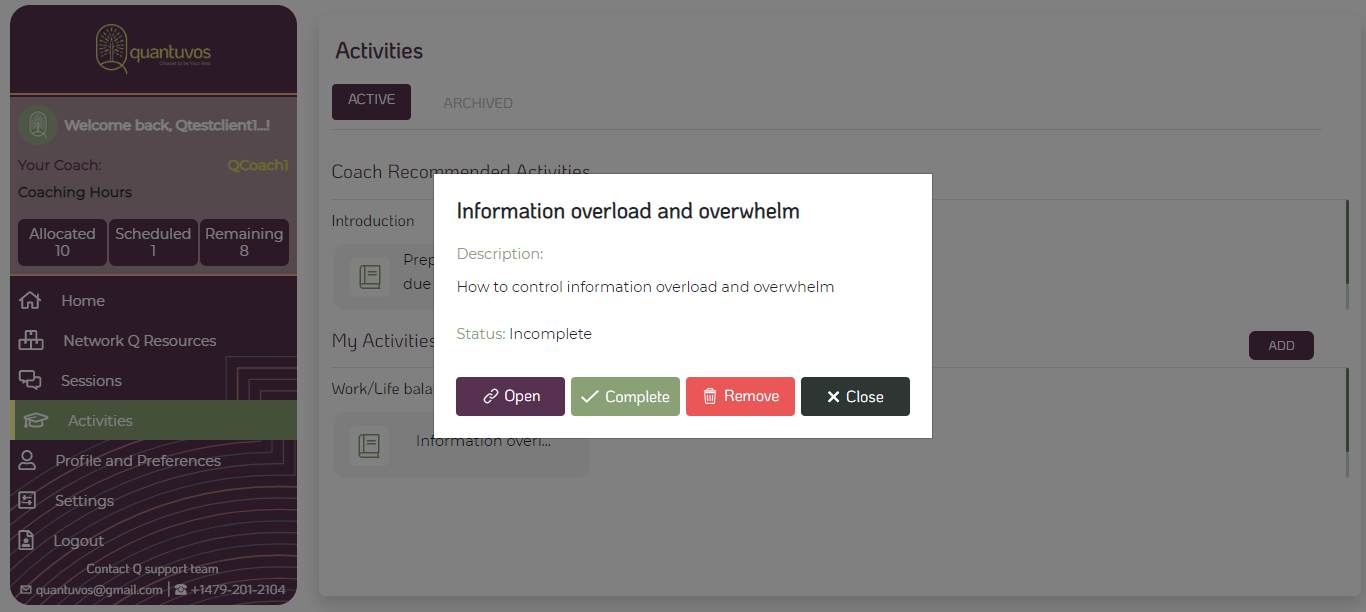 quantuvos
Choose to be Your Best
Welcome back, Qtestclient1...!
Your Coach: QCoach1
Coaching Hours
Allocated Scheduled Remaining
10 1 8
Home
Network Q Resources
Sessions
Activities
Profile and Preferences
Settings
Logout
Contact Q support team
quantuvos@gmail.com | +1479-201-2104
Activities
ACTIVE ARCHIVED
Coach Recommended Activities
Introduction
Prep
due
My Activities
ADD
Work/Life bala
Information overl...
Information overload and overwhelm
Description:
How to control information overload and overwhelm
Status: Incomplete
Open Complete Remove Close